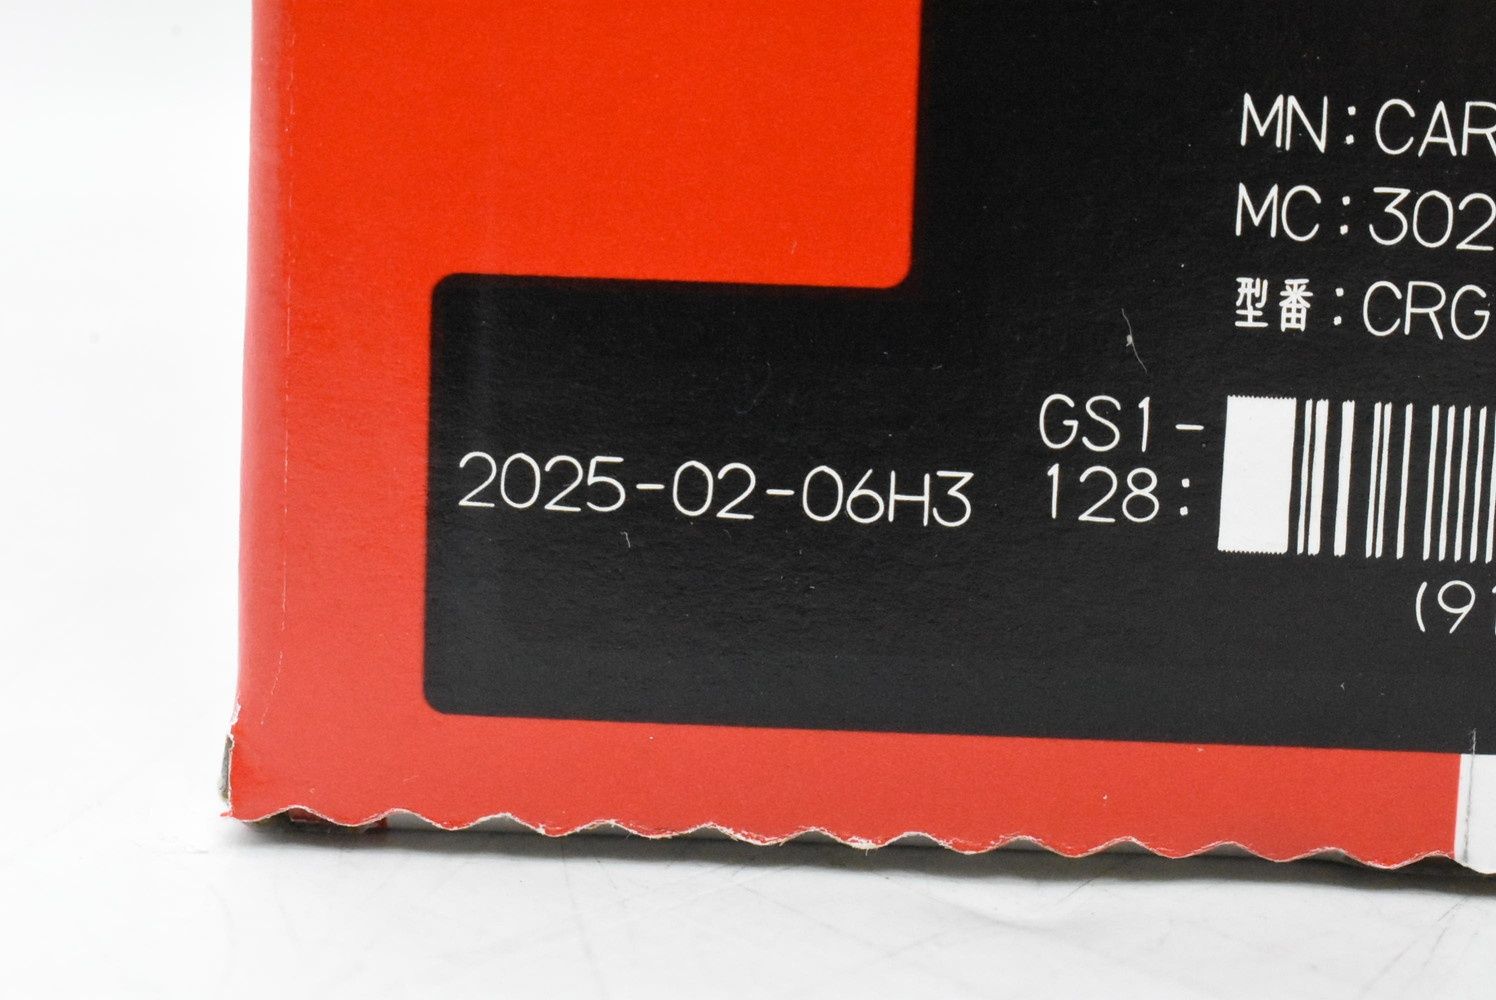 MN:CAR
MC:302
型番:CRG
GS1-
128:
2025-02-06H3
(91